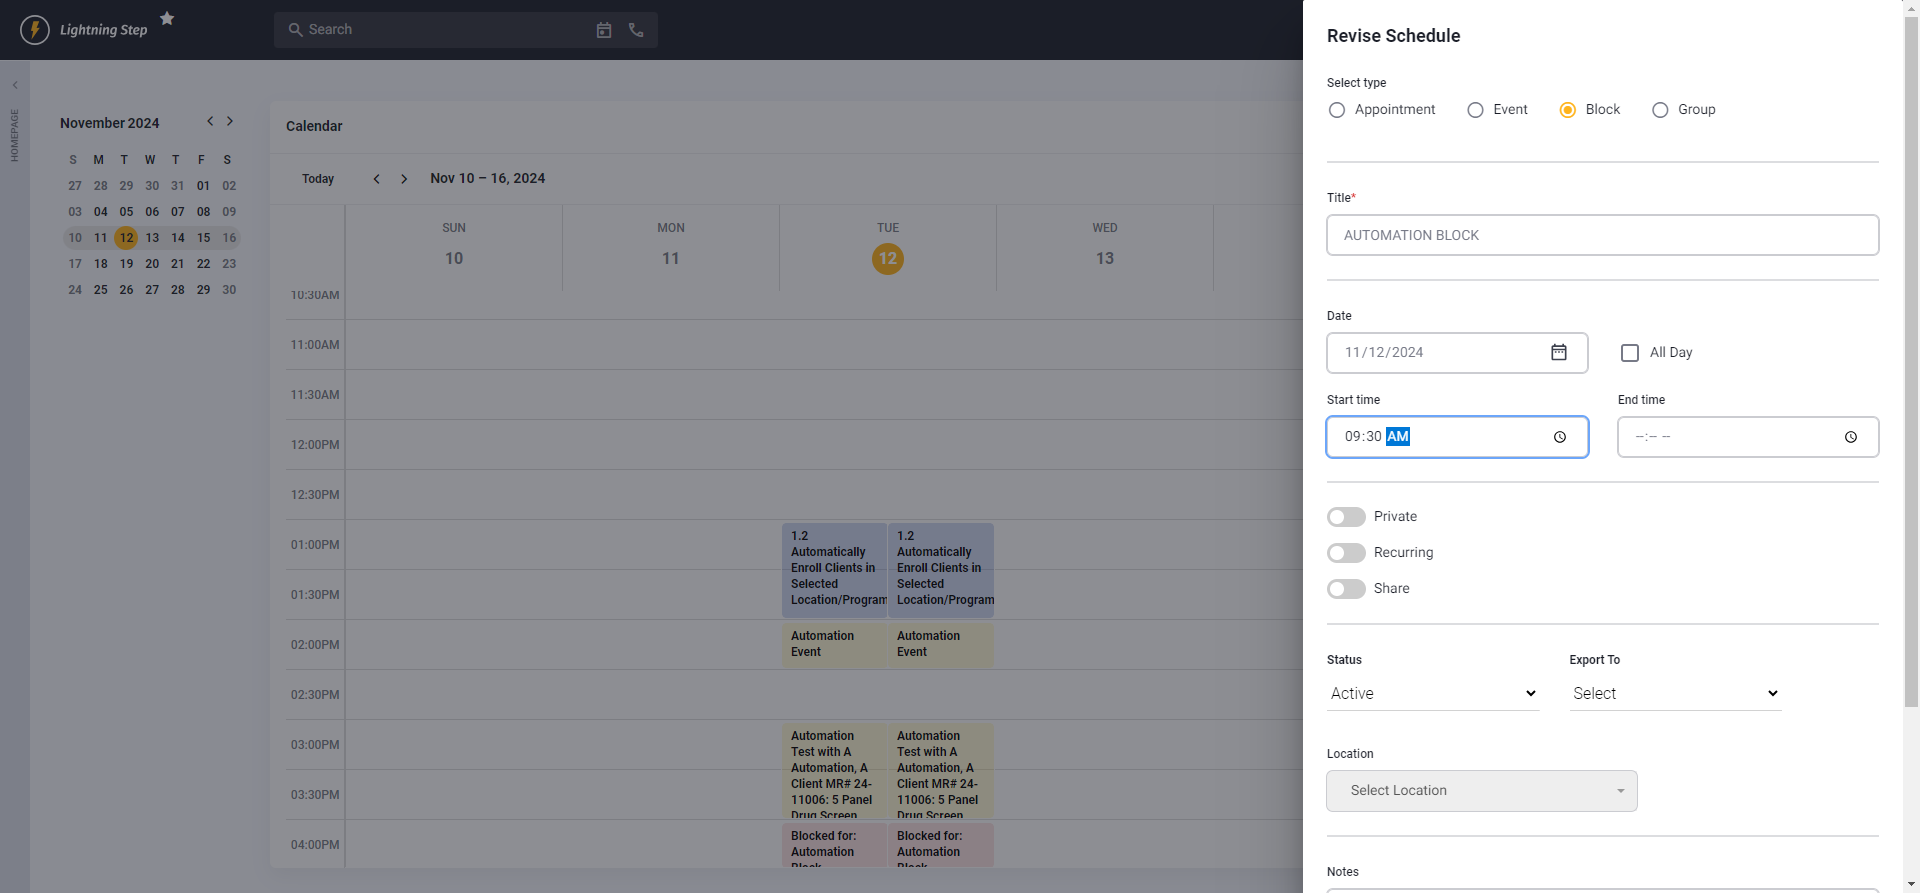 Lightning Step
Search
HOMEPAGE
November 2024
S M T W T F S
27 28 29 30 31 01 02
03 04 05 06 07 08 09
10 11 12 13 14 15 16
17 18 19 20 21 22 23
24 25 26 27 28 29 30
Calendar
Today
Nov 10 – 16, 2024
SUN MON TUE WED
10 11 12 13
10:30AM
11:00AM
11:30AM
12:00PM
12:30PM
01:00PM
01:30PM
02:00PM
02:30PM
03:00PM
03:30PM
04:00PM
1.2
Automatically
Enroll Clients in
Selected
Location/Program
1.2
Automatically
Enroll Clients in
Selected
Location/Program
Automation
Event
Automation
Event
Automation
Test with A
Automation, A
Client MR# 24-
11006: 5 Panel
Drug Screen
Automation
Test with A
Automation, A
Client MR# 24-
11006: 5 Panel
Drug Screen
Blocked for:
Automation
Block
Blocked for:
Automation
Block
Revise Schedule
Select type
Appointment Event Block Group
Title*
AUTOMATION BLOCK
Date
11/12/2024
All Day
Start time End time
09:30 AM --:-- --
Private
Recurring
Share
Status Export To
Active Select
Location
Select Location
Notes